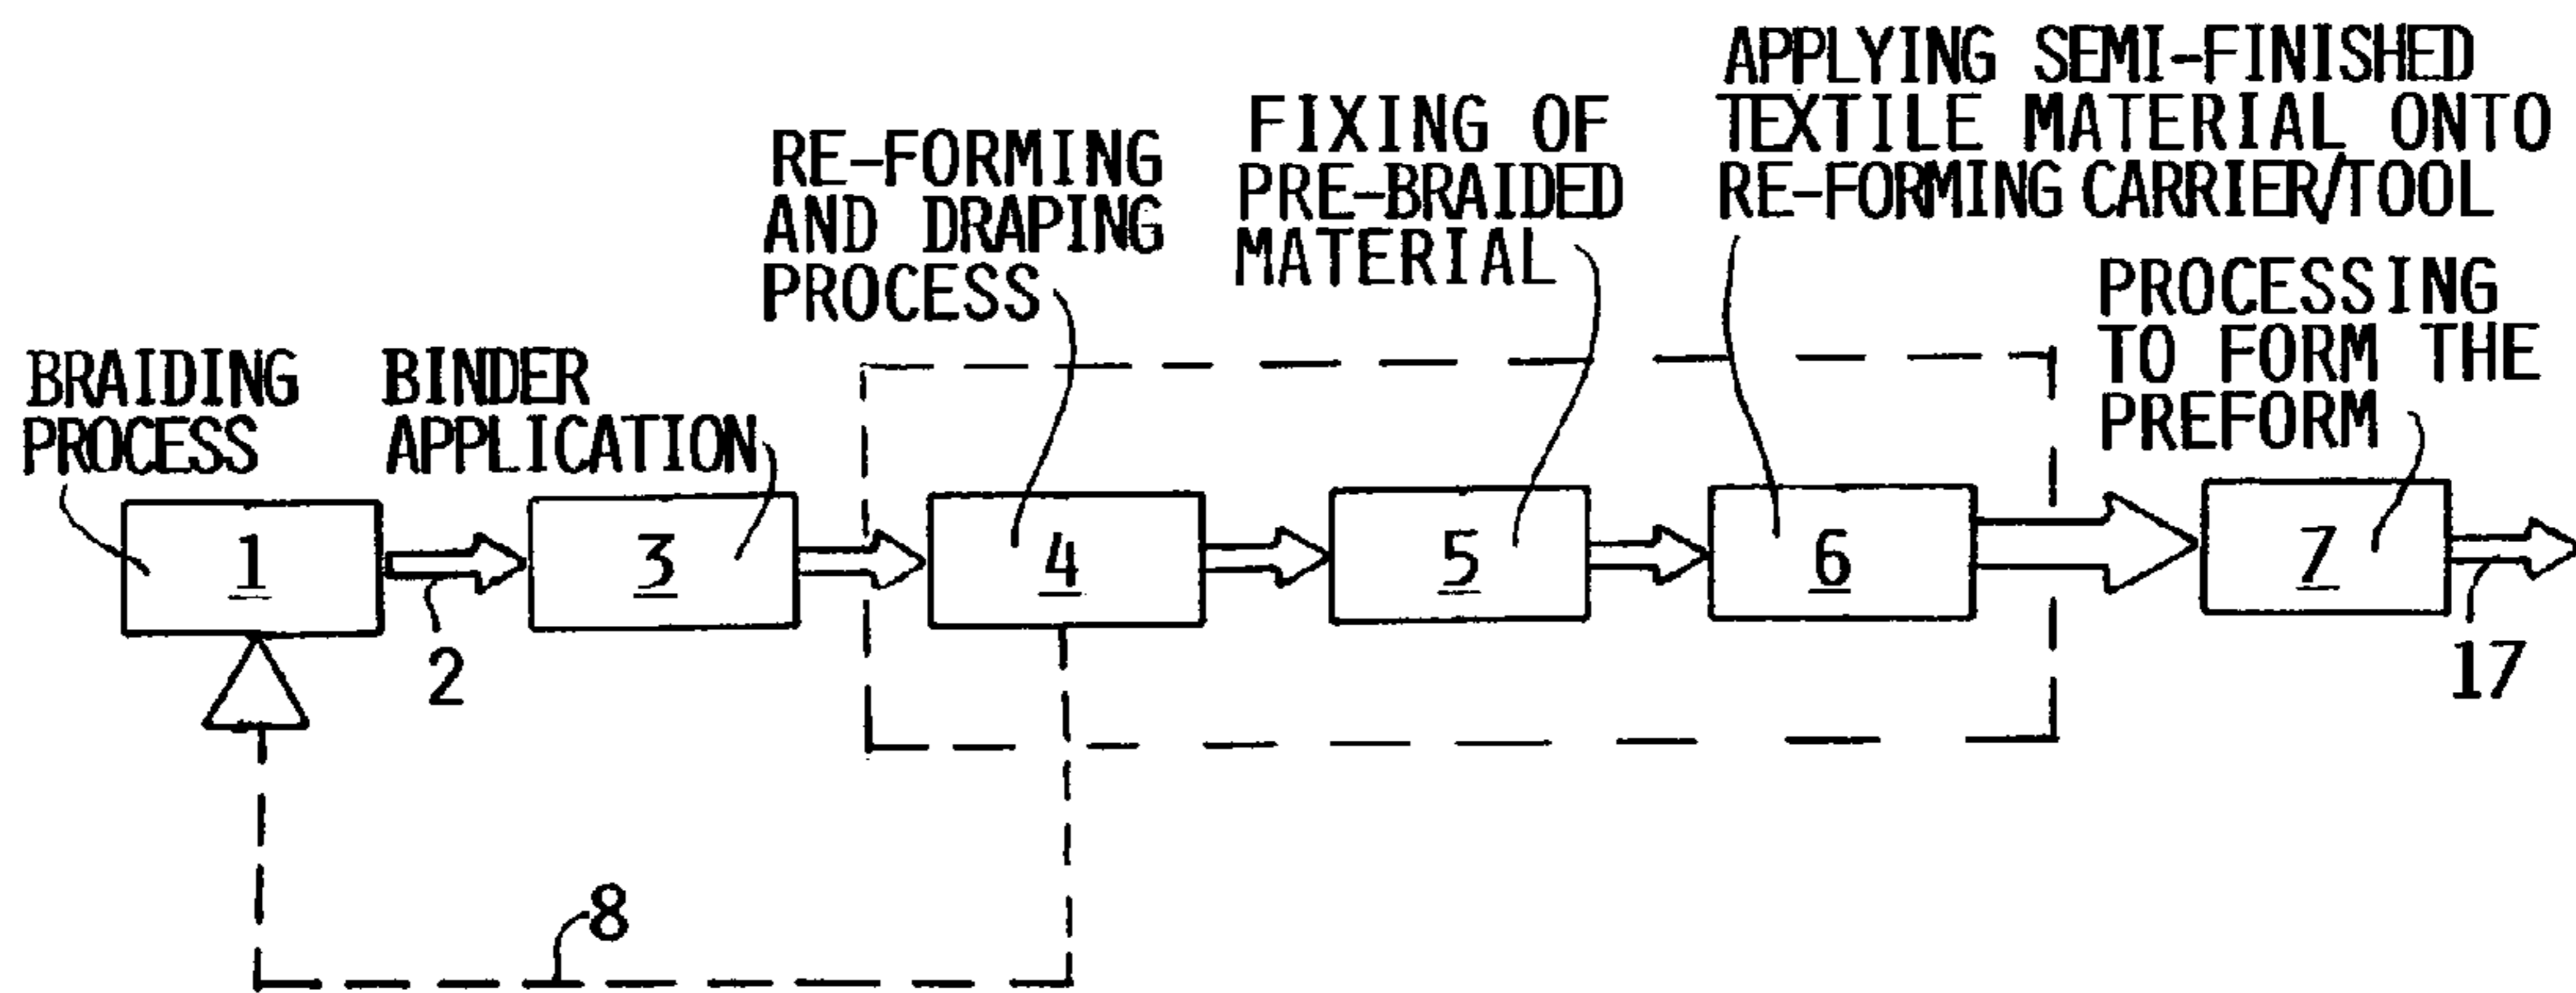 BRAIDING
PROCESS
BINDER
APPLICATION
RE-FORMING
AND DRAPING
PROCESS
FIXING OF
PRE-BRAIDED
MATERIAL
APPLYING SEMI-FINISHED
TEXTILE MATERIAL ONTO
RE-FORMING CARRIER/TOOL
PROCESSING
TO FORM THE
PREFORM
1
3
4
5
6
7
2
17
8